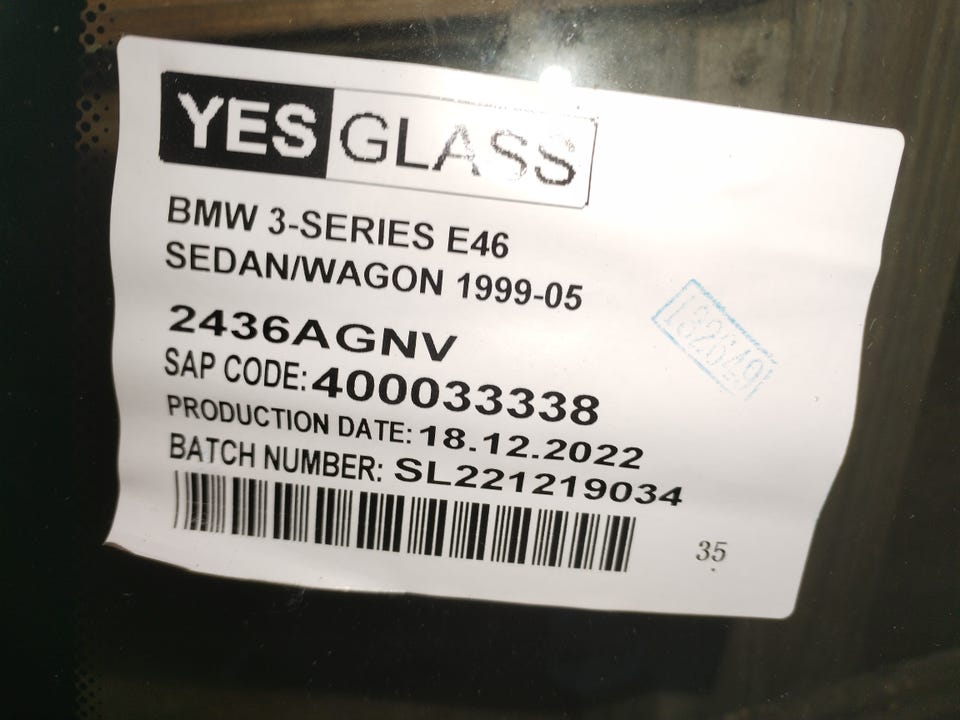 YES GLASS
BMW 3-SERIES E46
SEDAN/WAGON 1999-05
2436AGNV
SAP CODE: 400033338
PRODUCTION DATE: 18.12.2022
BATCH NUMBER: SL221219034
132649
35